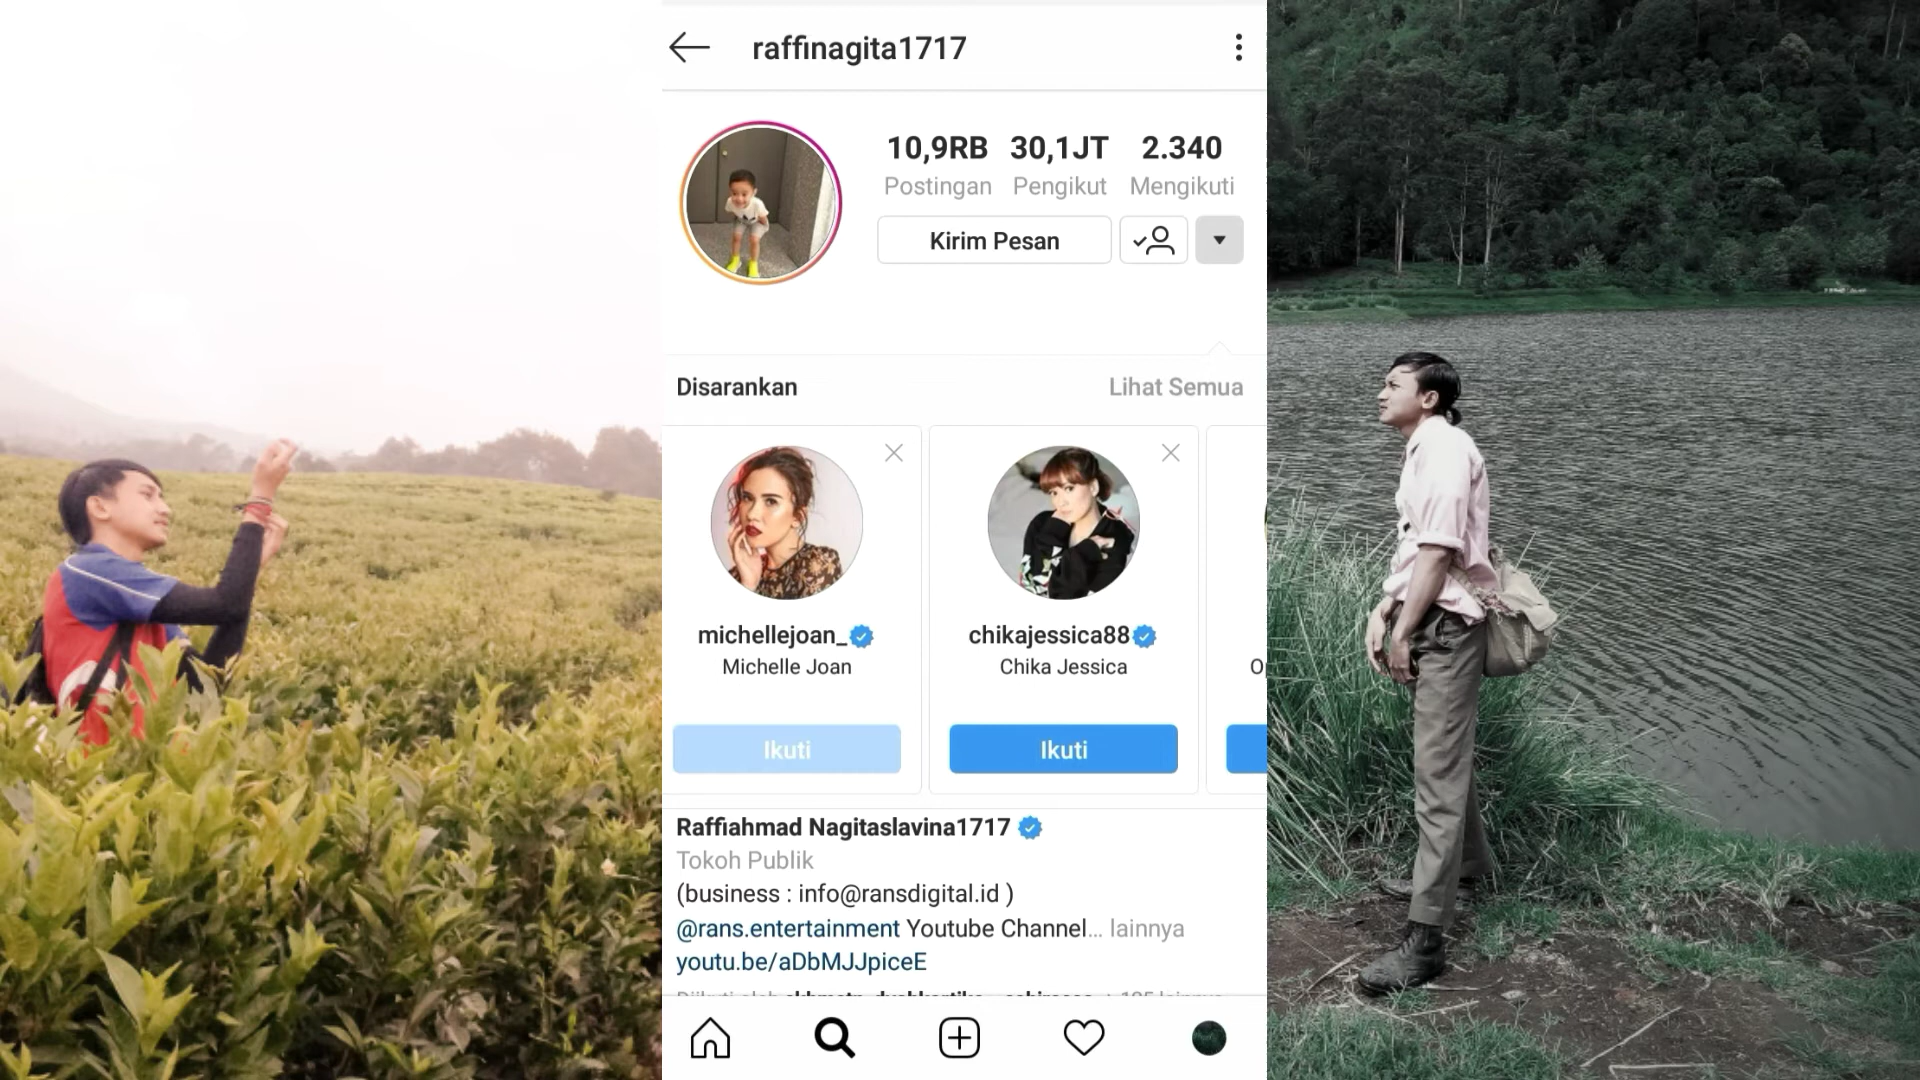 raffinagita1717
10,9RB 30,1JT 2.340
Postingan Pengikut Mengikuti
Kirim Pesan
Disarankan Lihat Semua
michellejoan_ chikajessica88
Michelle Joan Chika Jessica
Ikuti Ikuti
Raffiahmad Nagitaslavina1717
Tokoh Publik
(business : info@ransdigital.id )
@rans.entertainment Youtube Channel... lainnya
youtu.be/aDbMJJpiceE